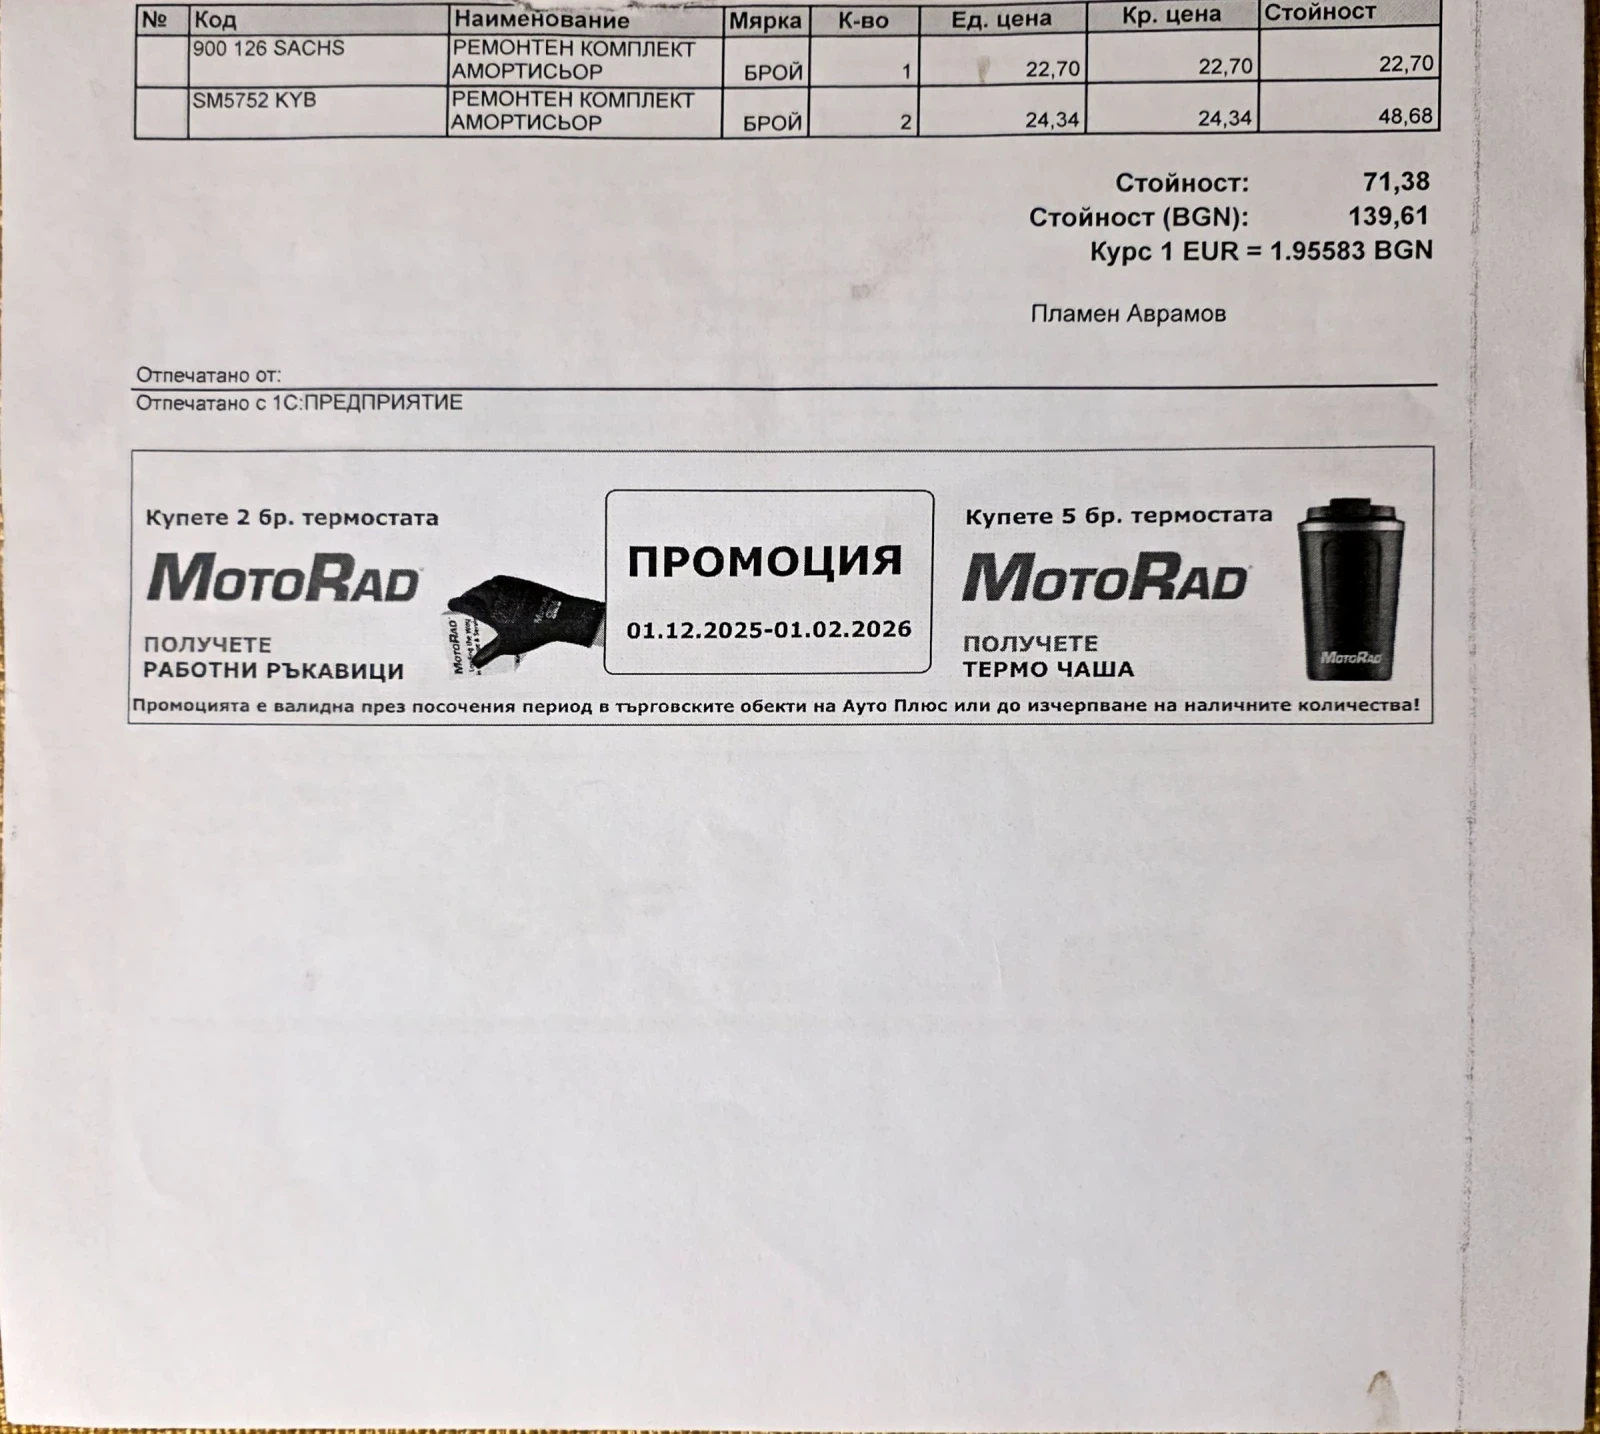 № Код Наименование Мярка К-во Ед. цена Кр. цена Стойност
900 126 SACHS РЕМОНТЕН КОМПЛЕКТ
АМОРТИСЬОР БРОЙ 1 22,70 22,70 22,70
SM5752 KYB РЕМОНТЕН КОМПЛЕКТ
АМОРТИСЬОР БРОЙ 2 24,34 24,34 48,68
Стойност: 71,38
Стойност (BGN): 139,61
Курс 1 EUR = 1.95583 BGN
Пламен Аврамов
Отпечатано от:
Отпечатано с 1С:ПРЕДПРИЯТИЕ
Купете 2 бр. термостата
MOTORAD
ПОЛУЧЕТЕ
РАБОТНИ РЪКАВИЦИ
MOTORAD
ПРОМОЦИЯ
01.12.2025-01.02.2026
Купете 5 бр. термостата
MOTORAD
ПОЛУЧЕТЕ
ТЕРМО ЧАША
MOTORAD
Промоцията е валидна през посочения период в търговските обекти на Ауто Плюс или до изчерпване на наличните количества!